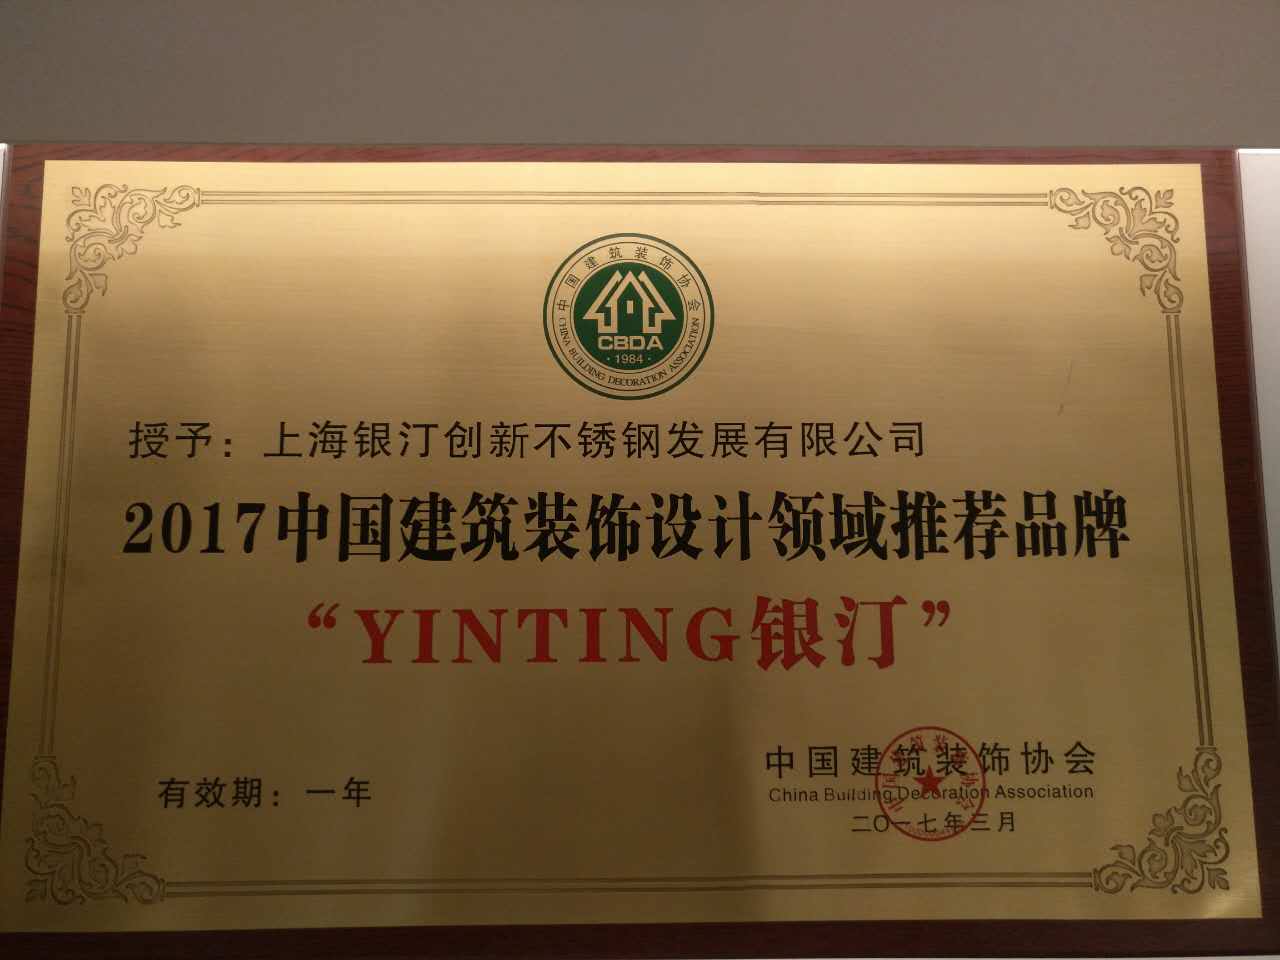 中国建筑装饰协会
CBDA
·1984·
CHINA BUILDING DECORATION ASSOCIATION
授予：上海银汀创新不锈钢发展有限公司
2017中国建筑装饰设计领域推荐品牌
“YINTING银汀”
有效期：一年
中国建筑装饰协会
China Building Decoration Association
二〇一七年三月